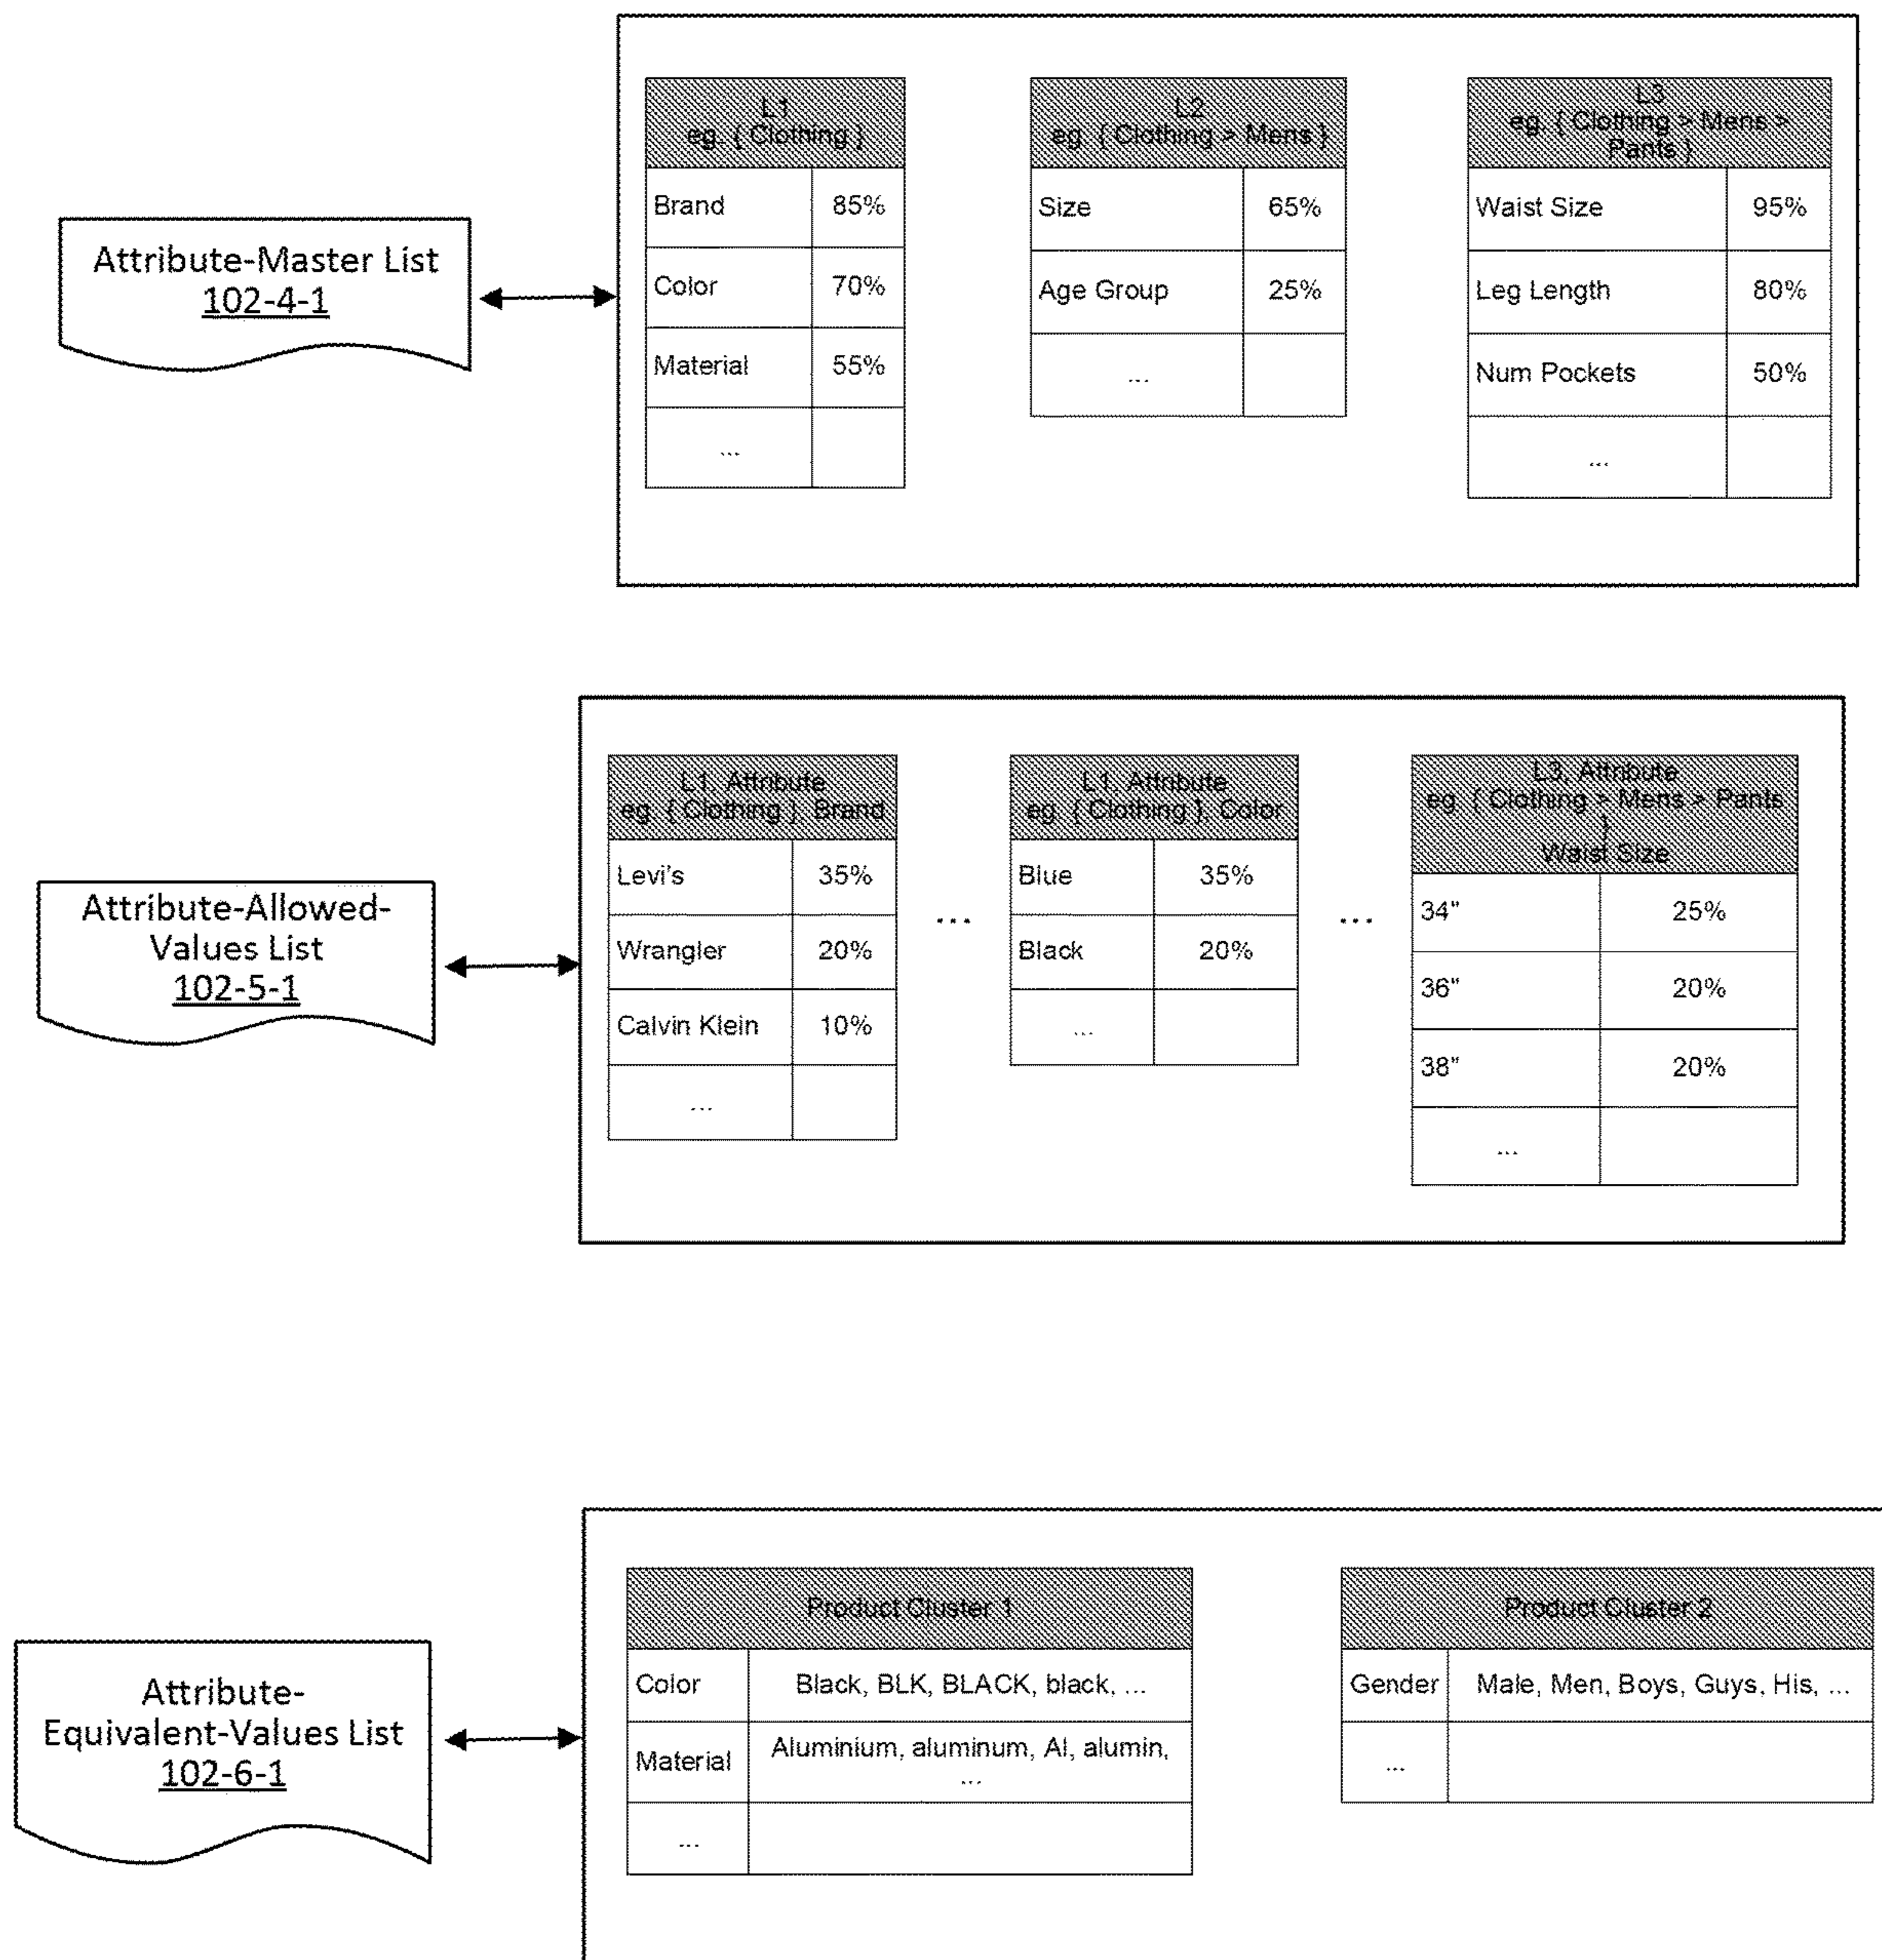 Attribute-Master List
102-4-1
L1
eg. { Clothing }
Brand 85%
Color 70%
Material 55%
...
L2
eg. { Clothing > Mens }
Size 65%
Age Group 25%
...
L3
eg. { Clothing > Mens >
Pants }
Waist Size 95%
Leg Length 80%
Num Pockets 50%
...
Attribute-Allowed-
Values List
102-5-1
L1, Attribute
eg. { Clothing }, Brand
Levi's 35%
Wrangler 20%
Calvin Klein 10%
...
...
L1, Attribute
eg. { Clothing }, Color
Blue 35%
Black 20%
...
...
L3, Attribute
eg. { Clothing > Mens > Pants
}
Waist Size
34" 25%
36" 20%
38" 20%
...
Attribute-
Equivalent-Values List
102-6-1
Product Cluster 1
Color Black, BLK, BLACK, black, ...
Material Aluminium, aluminum, Al, alumin,
...
...
Product Cluster 2
Gender Male, Men, Boys, Guys, His, ...
...